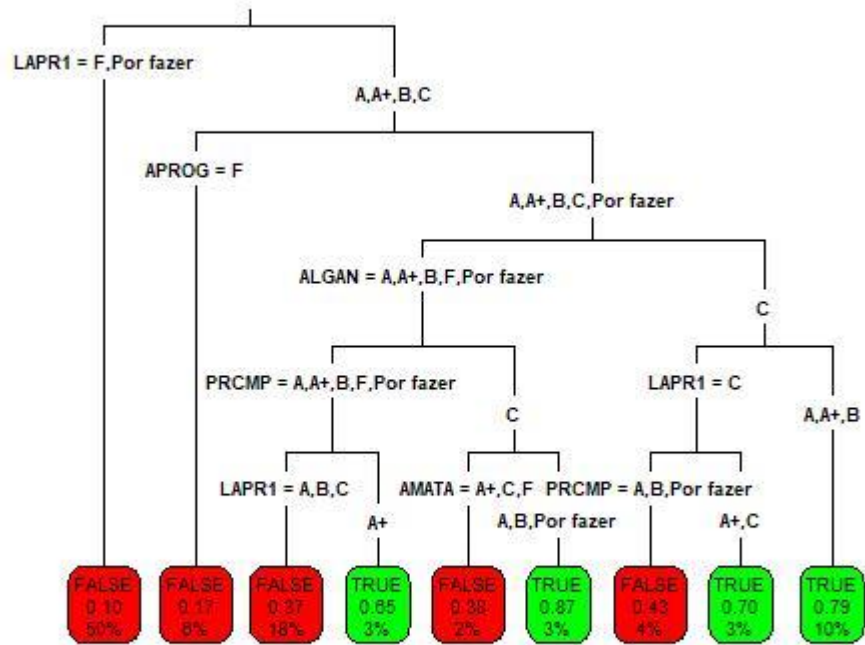 LAPR1 = F,Por fazer
A,A+,B,C
APROG = F
A,A+,B,C,Por fazer
ALGAN = A,A+,B,F,Por fazer
C
PRCMP = A,A+,B,F,Por fazer
LAPR1 = C
C
A,A+,B
LAPR1 = A,B,C
AMATA = A+,C,F
PRCMP = A,B,Por fazer
A+
A,B,Por fazer
A+,C
FALSE
0.10
50%
FALSE
0.17
6%
FALSE
0.37
18%
TRUE
0.65
3%
FALSE
0.38
2%
TRUE
0.87
3%
FALSE
0.43
4%
TRUE
0.70
3%
TRUE
0.79
10%